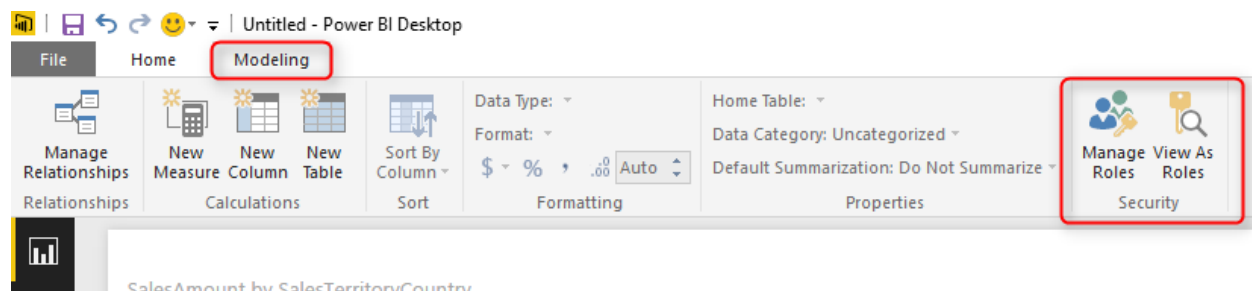 Untitled - Power BI Desktop
File Home Modeling
Manage Relationships
New Measure
New Column
New Table
Sort By Column
Data Type:
Format:
$ % , .00 Auto
Home Table:
Data Category: Uncategorized
Default Summarization: Do Not Summarize
Manage Roles
View As Roles
Relationships Calculations Sort Formatting Properties Security
SalesAmount by SalesTerritoryCountry